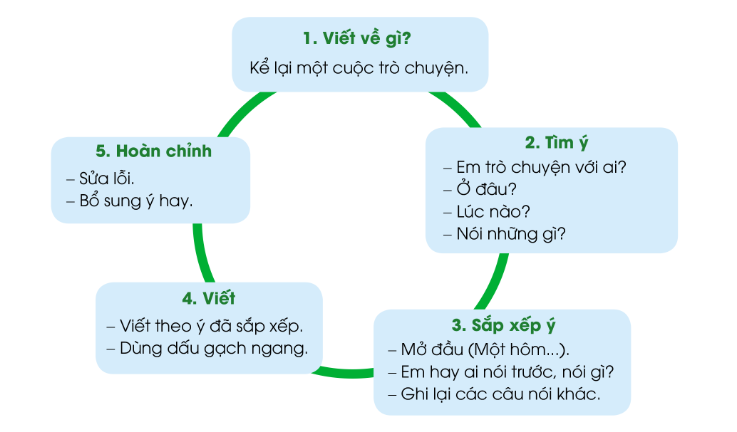 1. Viết về gì?
Kể lại một cuộc trò chuyện.
2. Tìm ý
– Em trò chuyện với ai?
– Ở đâu?
– Lúc nào?
– Nói những gì?
3. Sắp xếp ý
– Mở đầu (Một hôm...).
– Em hay ai nói trước, nói gì?
– Ghi lại các câu nói khác.
4. Viết
– Viết theo ý đã sắp xếp.
– Dùng dấu gạch ngang.
5. Hoàn chỉnh
– Sửa lỗi.
– Bổ sung ý hay.